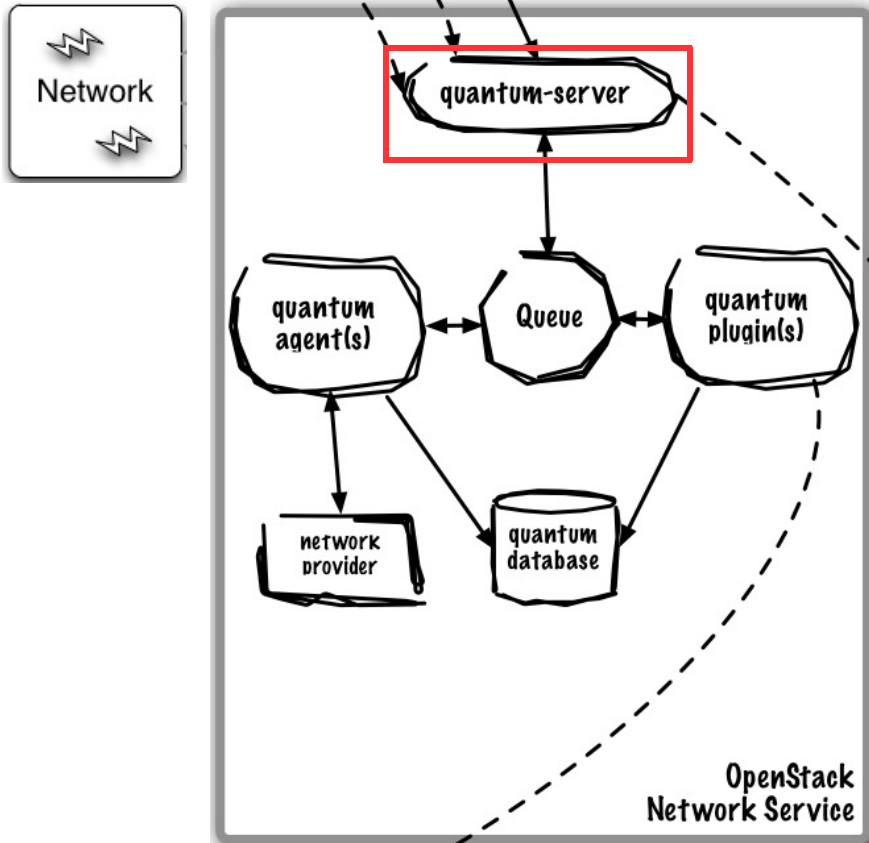 Network
quantum-server
quantum
agent(s)
Queue
quantum
plugin(s)
network
provider
quantum
database
OpenStack
Network Service